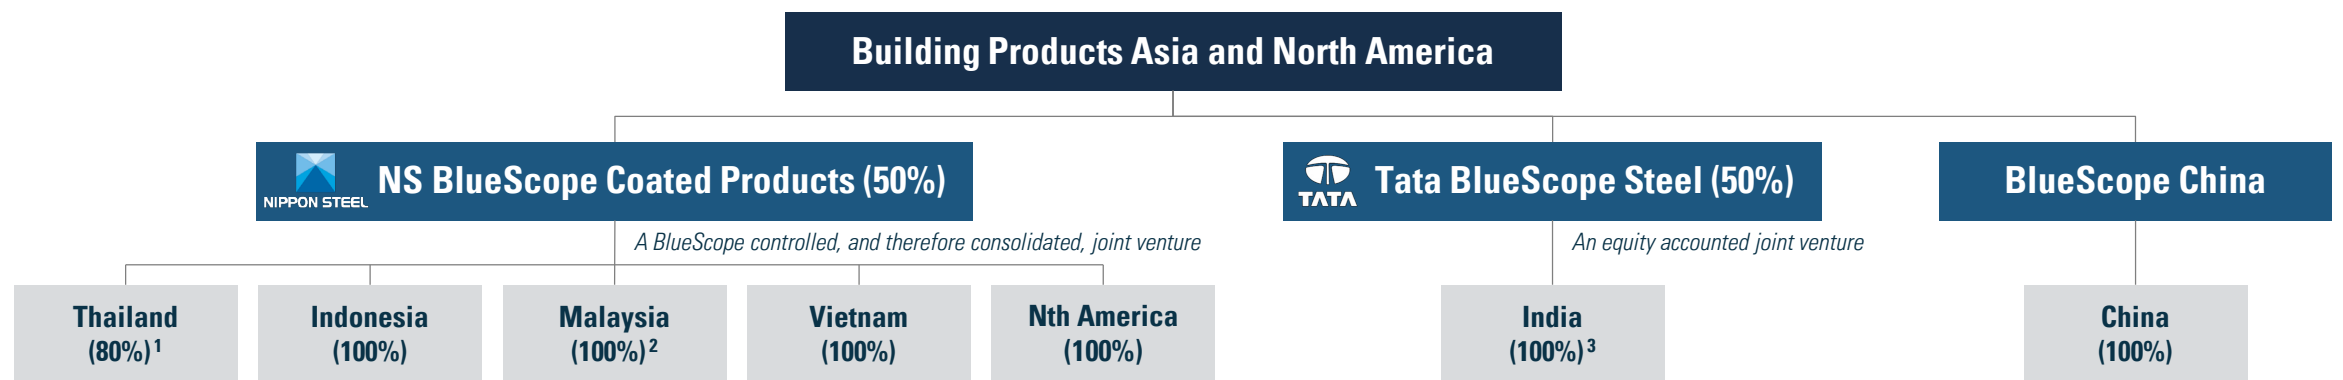 Building Products Asia and North America
NIPPON STEEL
NS BlueScope Coated Products (50%)
TATA
Tata BlueScope Steel (50%)
BlueScope China
A BlueScope controlled, and therefore consolidated, joint venture
An equity accounted joint venture
Thailand
(80%)¹
Indonesia
(100%)
Malaysia
(100%)²
Vietnam
(100%)
Nth America
(100%)
India
(100%)³
China
(100%)